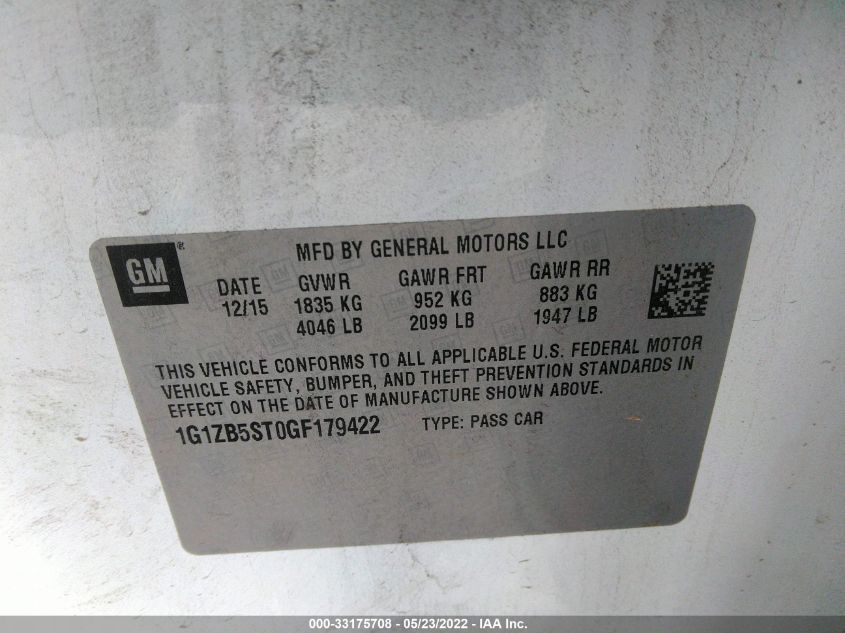 GM ®
MFD BY GENERAL MOTORS LLC
DATE GVWR GAWR FRT GAWR RR
12/15 1835 KG 952 KG 883 KG
4046 LB 2099 LB 1947 LB
THIS VEHICLE CONFORMS TO ALL APPLICABLE U.S. FEDERAL MOTOR
VEHICLE SAFETY, BUMPER, AND THEFT PREVENTION STANDARDS IN
EFFECT ON THE DATE OF MANUFACTURE SHOWN ABOVE.
1G1ZB5ST0GF179422 TYPE: PASS CAR
000-33175708 - 05/23/2022 - IAA Inc.